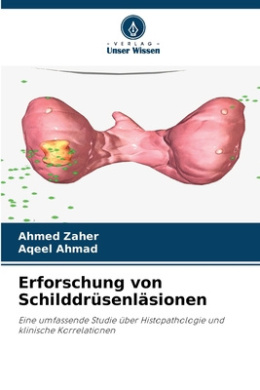 VERLAG
Unser Wissen
Ahmed Zaher
Aqeel Ahmad
Erforschung von
Schilddrüsenläsionen
Eine umfassende Studie über Histopathologie und
klinische Korrelationen